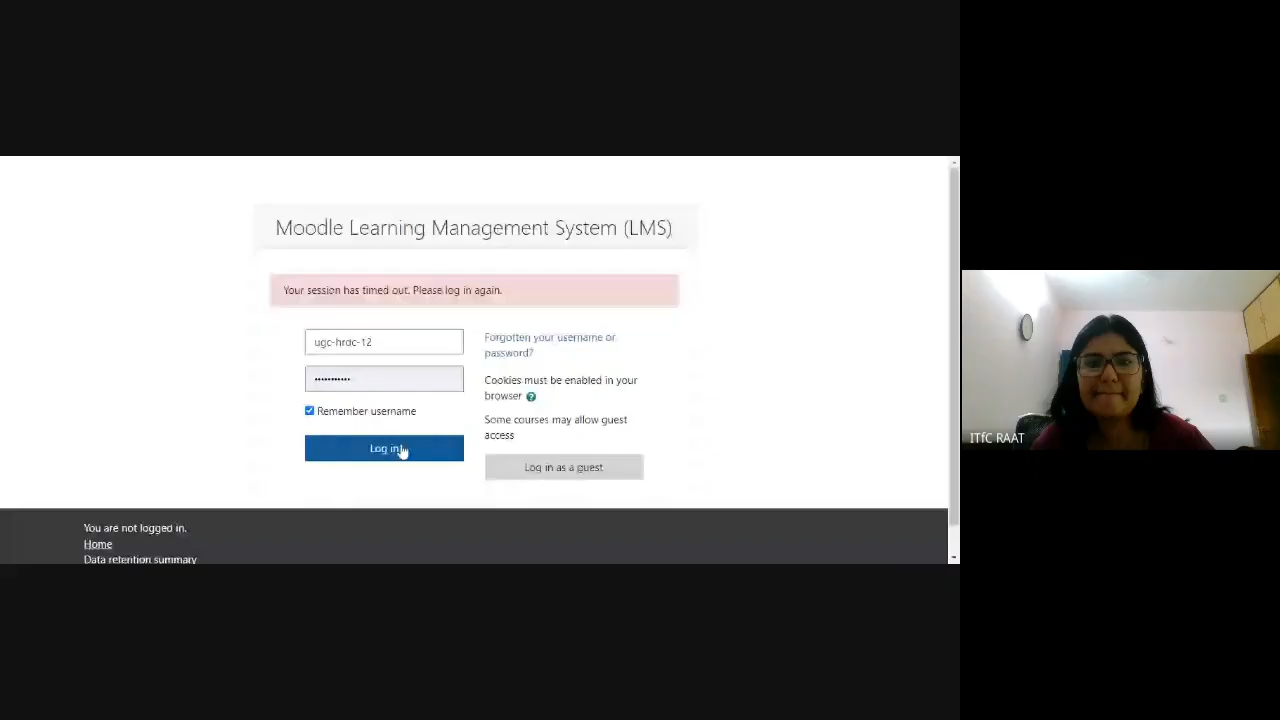 Moodle Learning Management System (LMS)
Your session has timed out. Please log in again.
ugc-hrdc-12
•••••••••••
Remember username
Log in
Forgotten your username or
password?
Cookies must be enabled in your
browser ?
Some courses may allow guest
access
Log in as a guest
You are not logged in.
Home
Data retention summary
ITfC RAAT